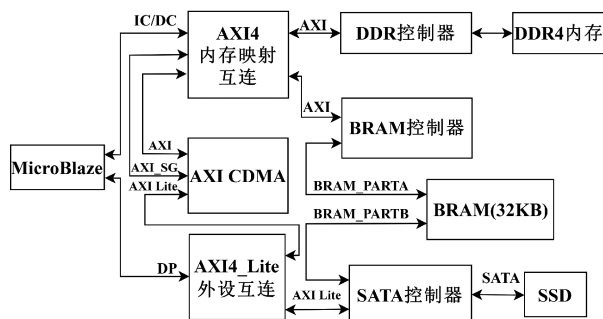 IC/DC
AXI4
内存映射
互连
AXI
DDR控制器
DDR4内存
AXI
BRAM控制器
MicroBlaze
AXI
AXI_SG
AXI Lite
AXI CDMA
BRAM_PARTA
BRAM_PARTB
BRAM(32KB)
DP
AXI4_Lite
外设互连
AXI Lite
SATA控制器
SATA
SSD